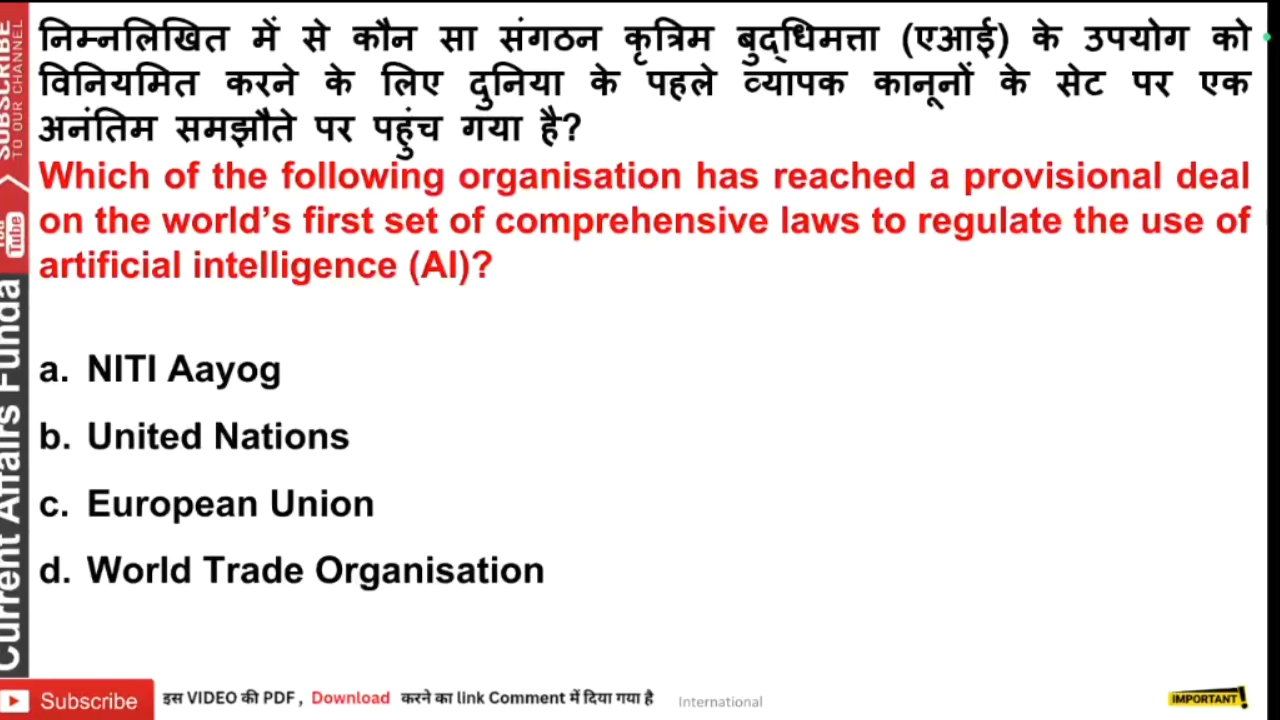 निम्नलिखित में से कौन सा संगठन कृत्रिम बुद्धिमत्ता (एआई) के उपयोग को
विनियमित करने के लिए दुनिया के पहले व्यापक कानूनों के सेट पर एक
अनंतिम समझौते पर पहुंच गया है?
Which of the following organisation has reached a provisional deal
on the world's first set of comprehensive laws to regulate the use of
artificial intelligence (AI)?
a. NITI Aayog
b. United Nations
c. European Union
d. World Trade Organisation
SUBSCRIBE
TO OUR CHANNEL
You
Tube
Current Affairs Funda
Subscribe
इस VIDEO की PDF, Download करने का link Comment में दिया गया है
International
IMPORTANT